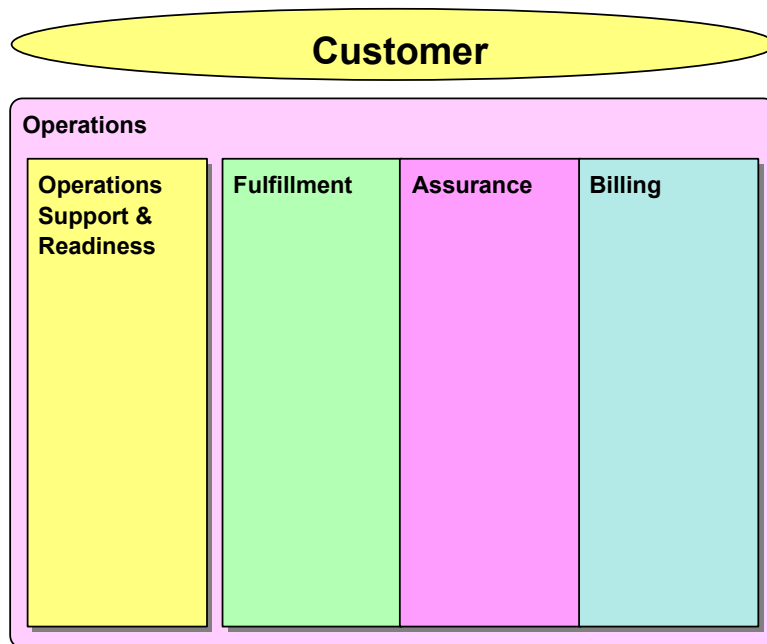 Customer
Operations
Operations
Support &
Readiness
Fulfillment
Assurance
Billing